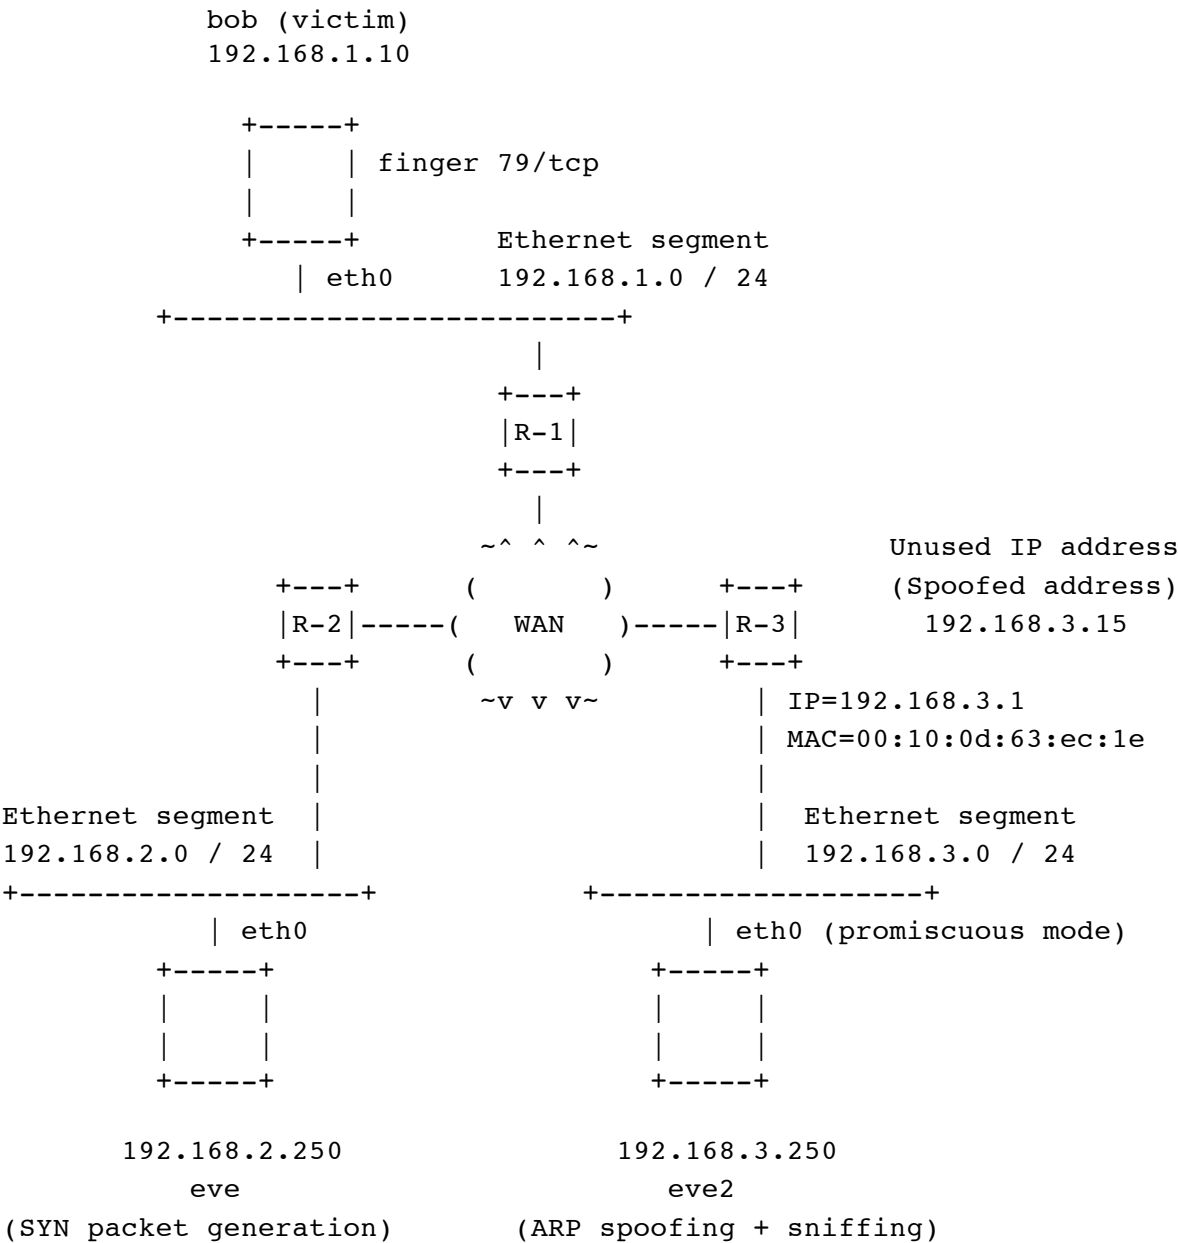 bob (victim)
192.168.1.10
+-----+
|     | finger 79/tcp
|     |
+-----+        Ethernet segment
| eth0      192.168.1.0 / 24
+--------------------------+
|
+---+
|R-1|
+---+
|
~^ ^ ^~                 Unused IP address
+---+      (       )      +---+     (Spoofed address)
|R-2|-----(   WAN   )-----|R-3|       192.168.3.15
+---+      (       )      +---+
|         ~v v v~         | IP=192.168.3.1
|                         | MAC=00:10:0d:63:ec:1e
|                         |
Ethernet segment  |                         |  Ethernet segment
192.168.2.0 / 24  |                         |  192.168.3.0 / 24
+--------------------+            +-------------------+
| eth0                       | eth0 (promiscuous mode)
+-----+                      +-----+
|     |                      |     |
|     |                      |     |
+-----+                      +-----+
192.168.2.250                192.168.3.250
eve                         eve2
(SYN packet generation)       (ARP spoofing + sniffing)